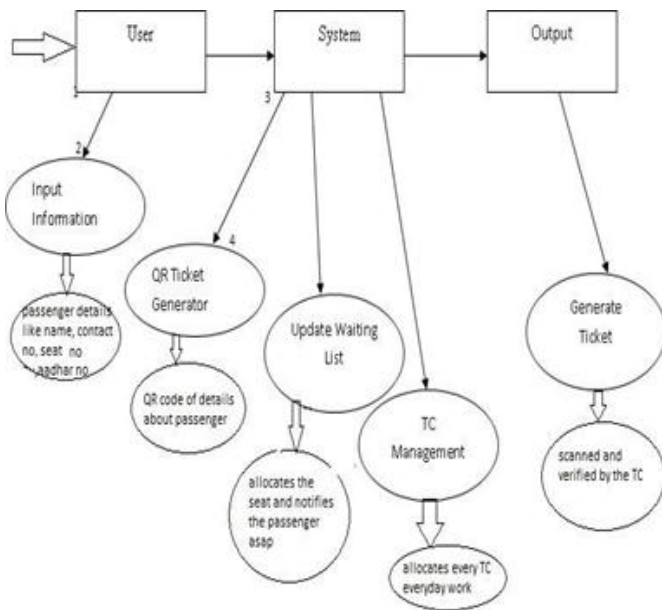 User
System
Output
1
3
2
Input
Information
4
QR Ticket
Generator
passenger details
like name, contact
no, seat no
aadhar no
Update Waiting
List
Generate
Ticket
QR code of details
about passenger
TC
Management
scanned and
verified by the TC
allocates the
seat and notifies
the passenger
asap
allocates every TC
everyday work